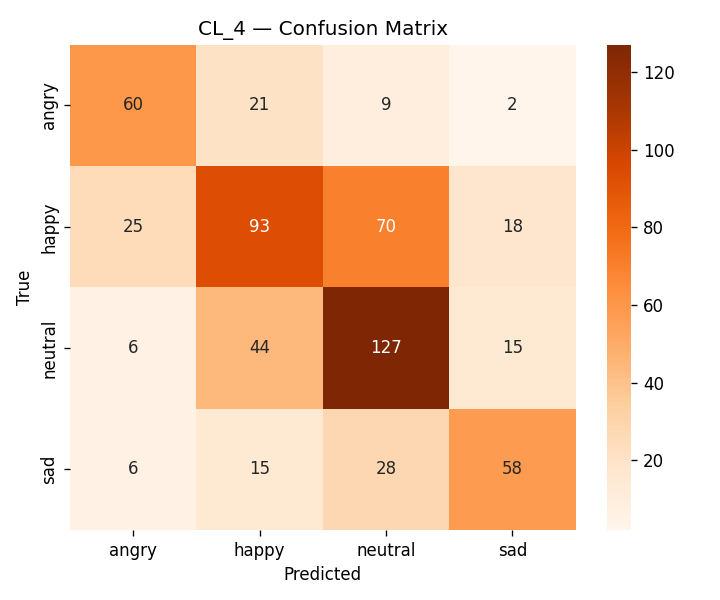 CL_4 — Confusion Matrix
True
angry 60 21 9 2
happy 25 93 70 18
neutral 6 44 127 15
sad 6 15 28 58
angry happy neutral sad
Predicted
120
100
80
60
40
20